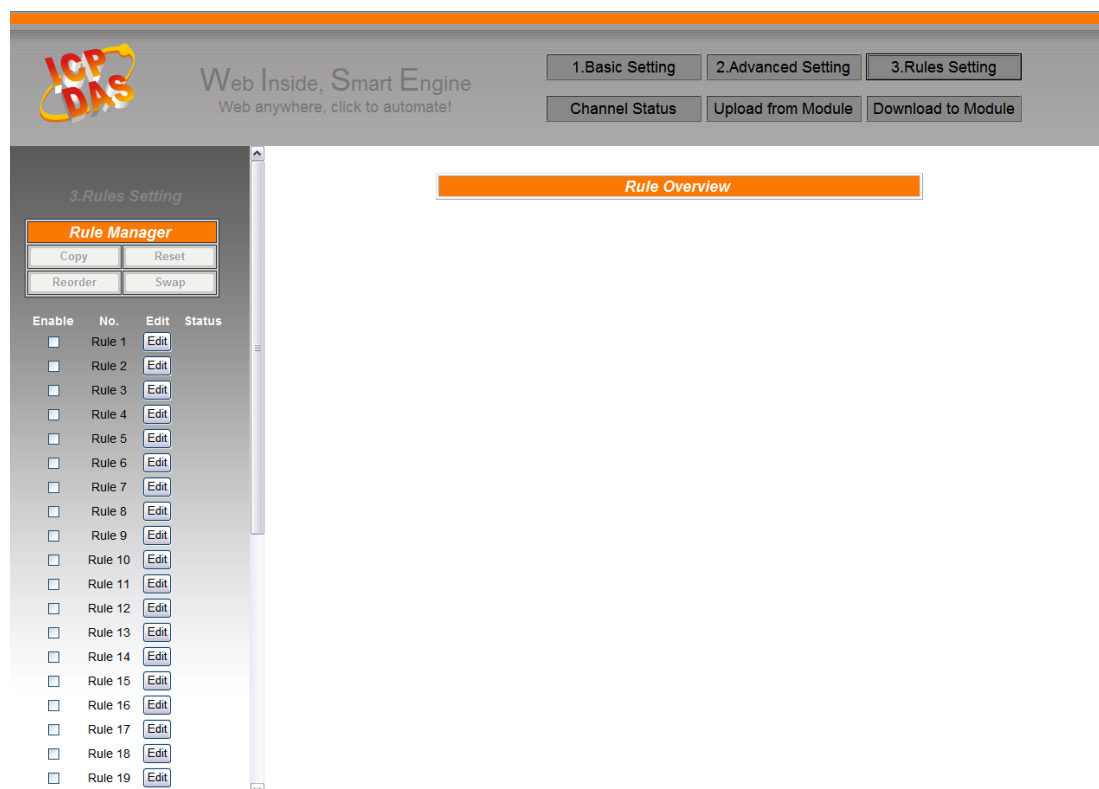 ICP
DAS
Web Inside, Smart Engine
Web anywhere, click to automate!
1.Basic Setting 2.Advanced Setting 3.Rules Setting
Channel Status Upload from Module Download to Module
3.Rules Setting
Rule Manager
Copy Reset
Reorder Swap
Enable No. Edit Status
Rule 1 Edit
Rule 2 Edit
Rule 3 Edit
Rule 4 Edit
Rule 5 Edit
Rule 6 Edit
Rule 7 Edit
Rule 8 Edit
Rule 9 Edit
Rule 10 Edit
Rule 11 Edit
Rule 12 Edit
Rule 13 Edit
Rule 14 Edit
Rule 15 Edit
Rule 16 Edit
Rule 17 Edit
Rule 18 Edit
Rule 19 Edit
Rule Overview